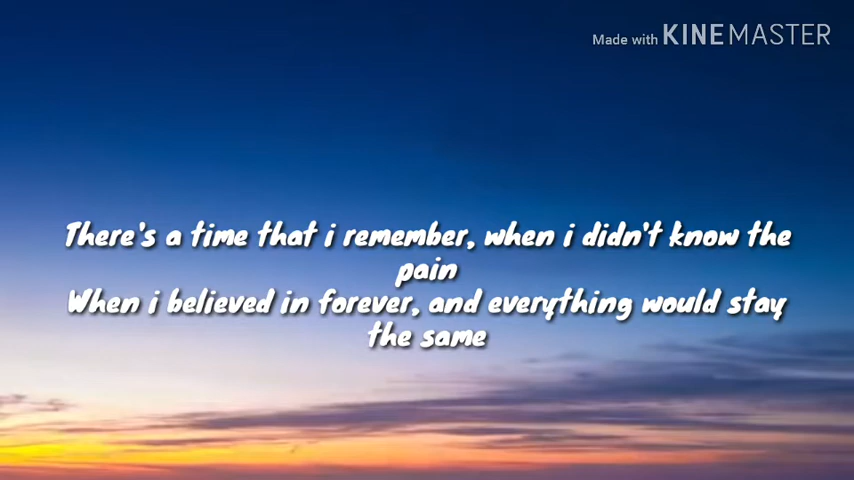 Made with KINEMASTER
There's a time that i remember, when i didn't know the
pain
When i believed in forever, and everything would stay
the same